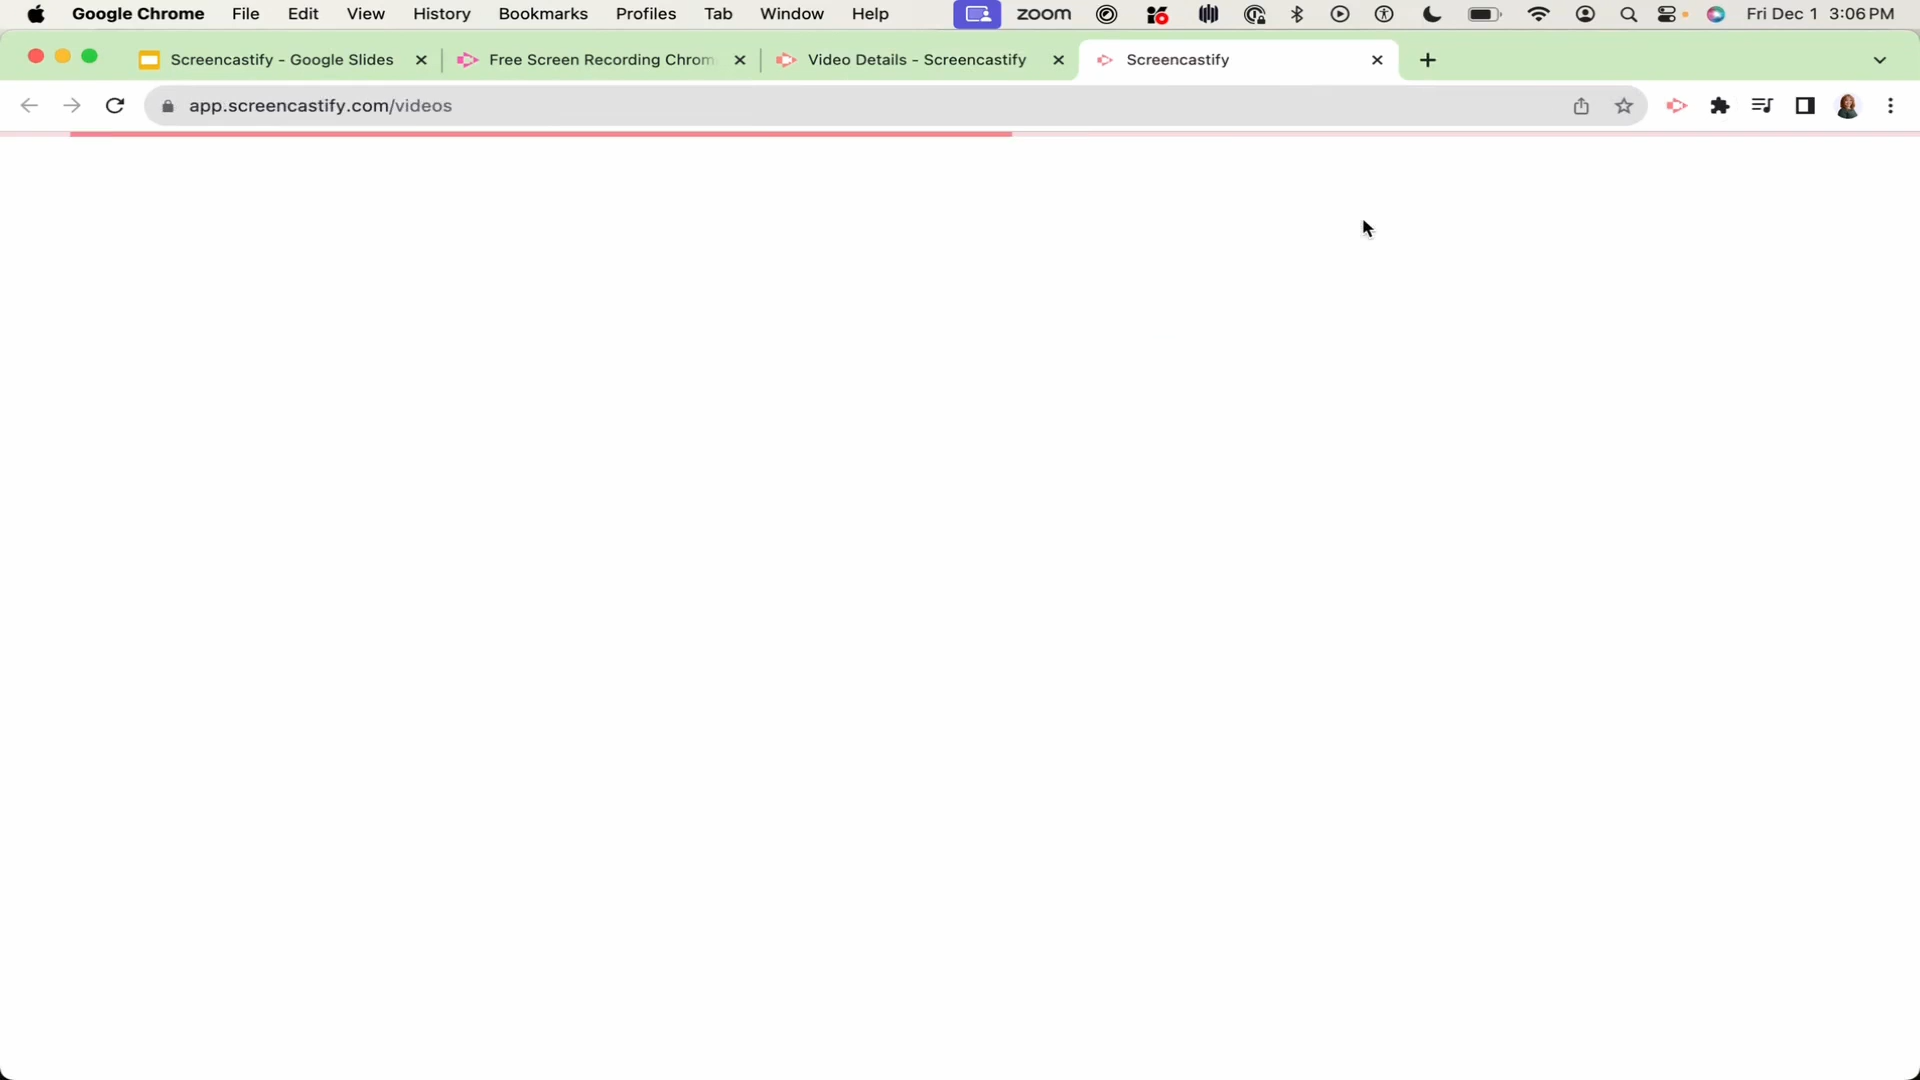 Google Chrome File Edit View History Bookmarks Profiles Tab Window Help zoom Fri Dec 1 3:06 PM
Screencastify - Google Slides Free Screen Recording Chrom Video Details - Screencastify Screencastify
app.screencastify.com/videos